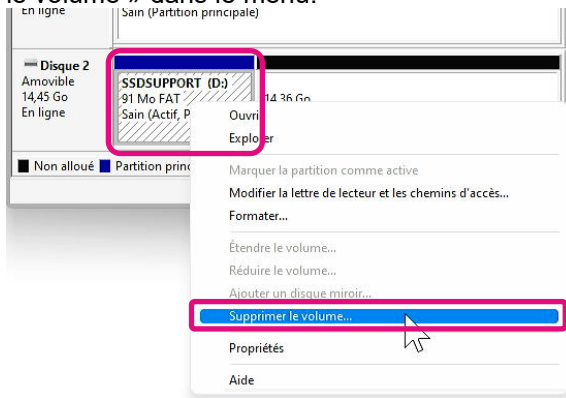 le volume » dans le menu.
En ligne
Sain (Partition principale)
Disque 2
Amovible
14,45 Go
En ligne
SSDSUPPORT (D:)
91 Mo FAT
Sain (Actif, P
14,36 Go
Non alloué
Partition princ
Ouvrir
Explorer
Marquer la partition comme active
Modifier la lettre de lecteur et les chemins d'accès...
Formater...
Étendre le volume...
Réduire le volume...
Ajouter un disque miroir...
Supprimer le volume...
Propriétés
Aide